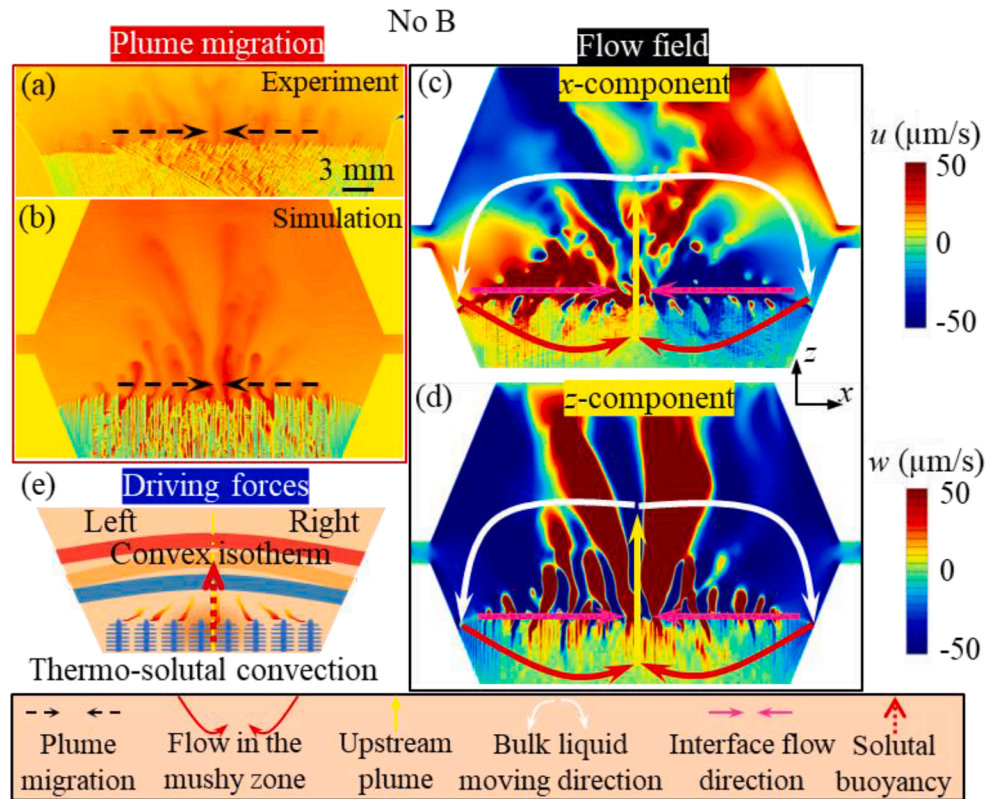 No B
Plume migration
Flow field
(a)
Experiment
3 mm
(b)
Simulation
(c)
x-component
u (μm/s)
50
0
-50
z
x
(d)
z-component
w (μm/s)
50
0
-50
(e)
Driving forces
Left
Right
Convex isotherm
Thermo-solutal convection
Plume
migration
Flow in the
mushy zone
Upstream
plume
Bulk liquid
moving direction
Interface flow
direction
Solutal
buoyancy